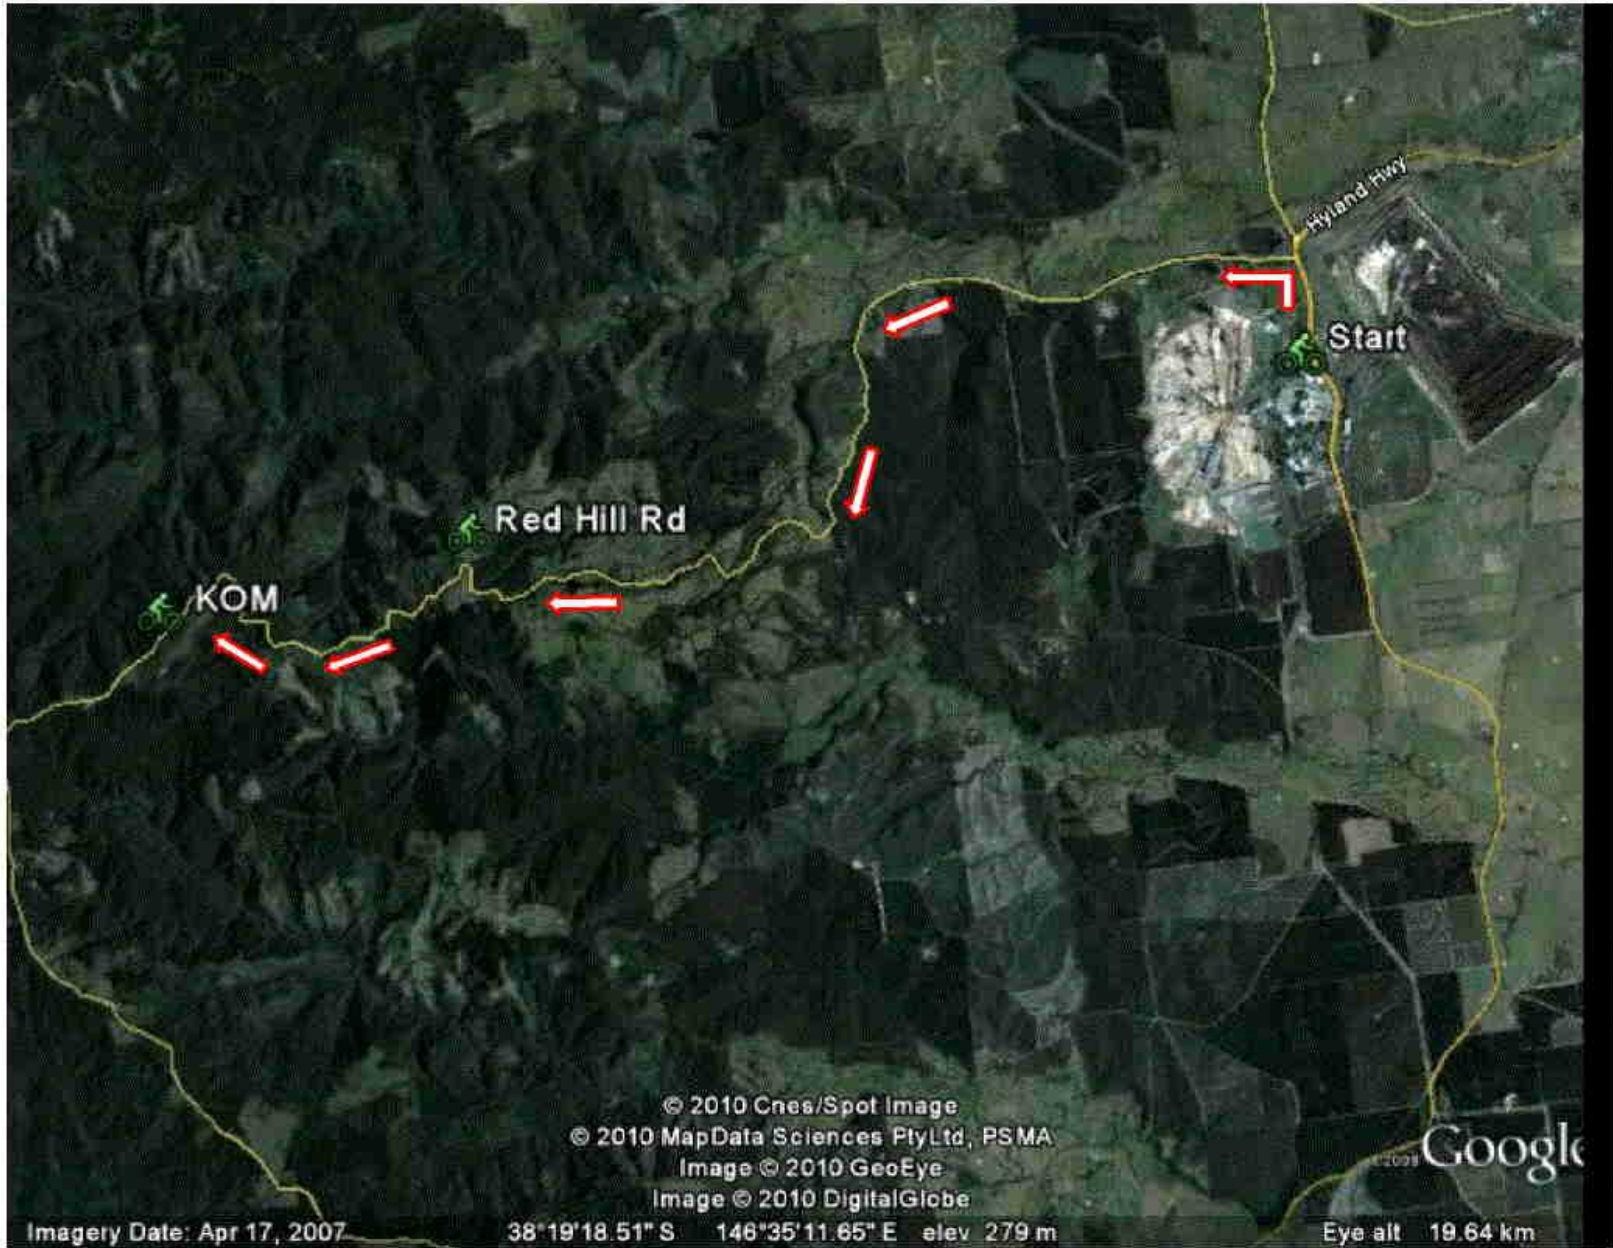 Hyland Hwy
Start
Red Hill Rd
KOM
© 2010 Cnes/Spot Image
© 2010 MapData Sciences PtyLtd, PSMA
Image © 2010 GeoEye
Image © 2010 DigitalGlobe
©2009 Google
Imagery Date: Apr 17, 2007 38°19'18.51" S 146°35'11.65" E elev 279 m Eye alt 19.64 km